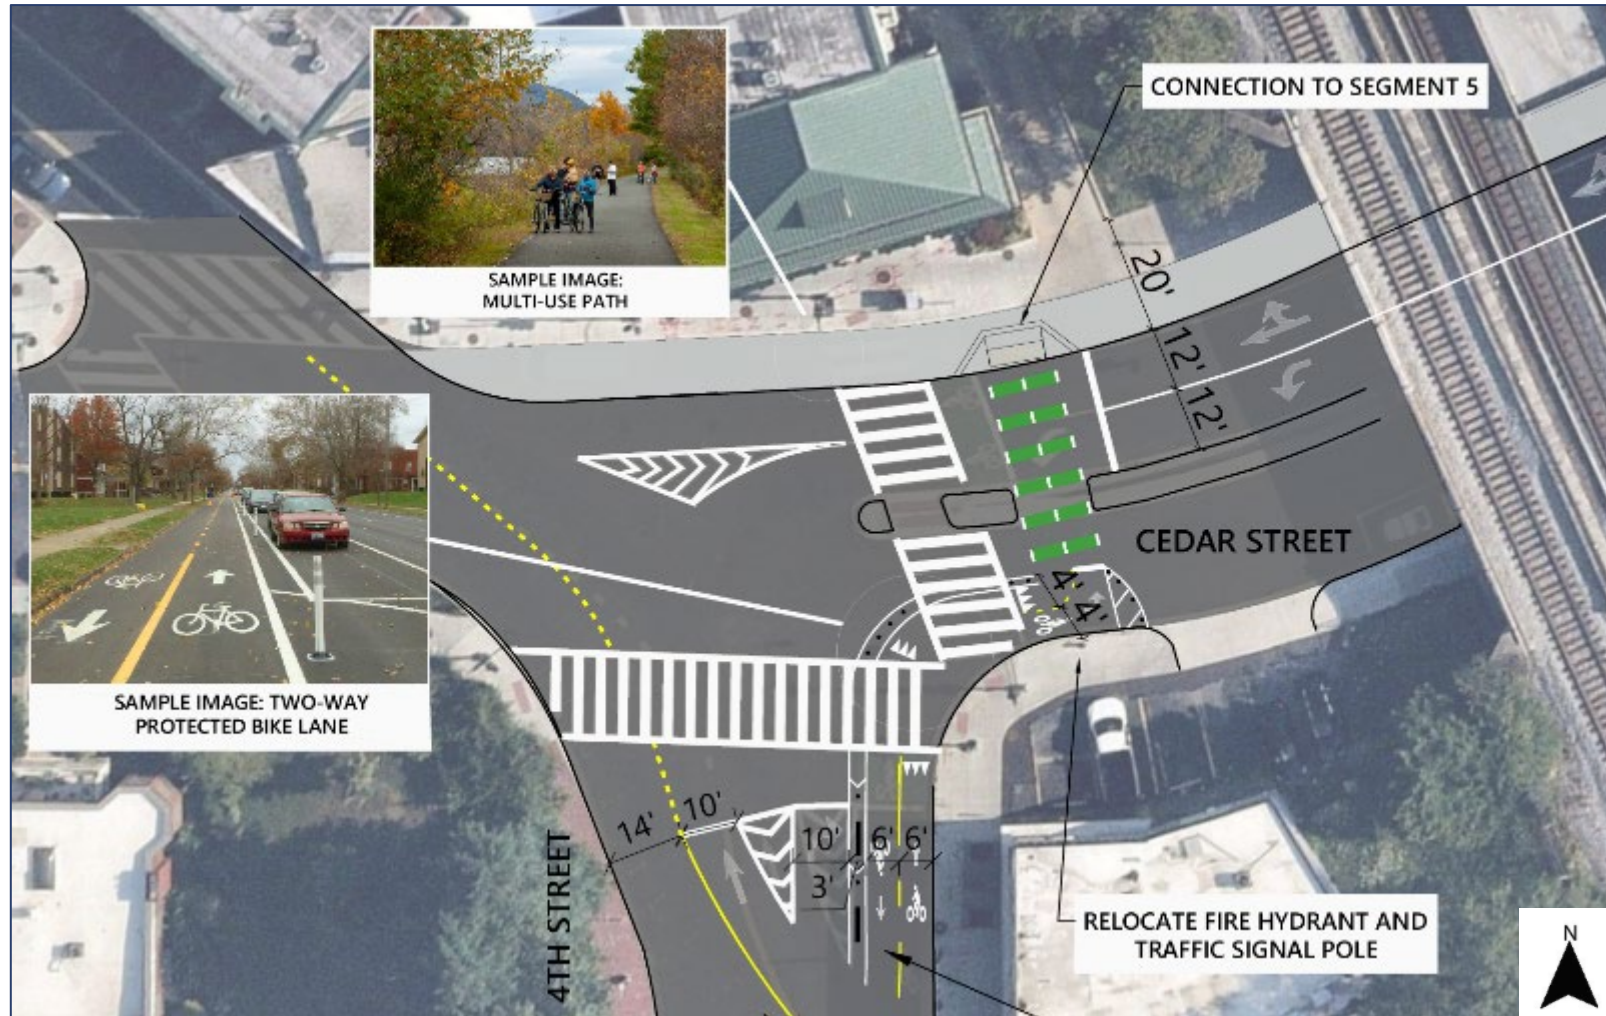 CONNECTION TO SEGMENT 5
SAMPLE IMAGE:
MULTI-USE PATH
20'
12'
12'
CEDAR STREET
4'
4'
SAMPLE IMAGE: TWO-WAY
PROTECTED BIKE LANE
14'
10'
10'
6'
6'
3'
4TH STREET
RELOCATE FIRE HYDRANT AND
TRAFFIC SIGNAL POLE
N